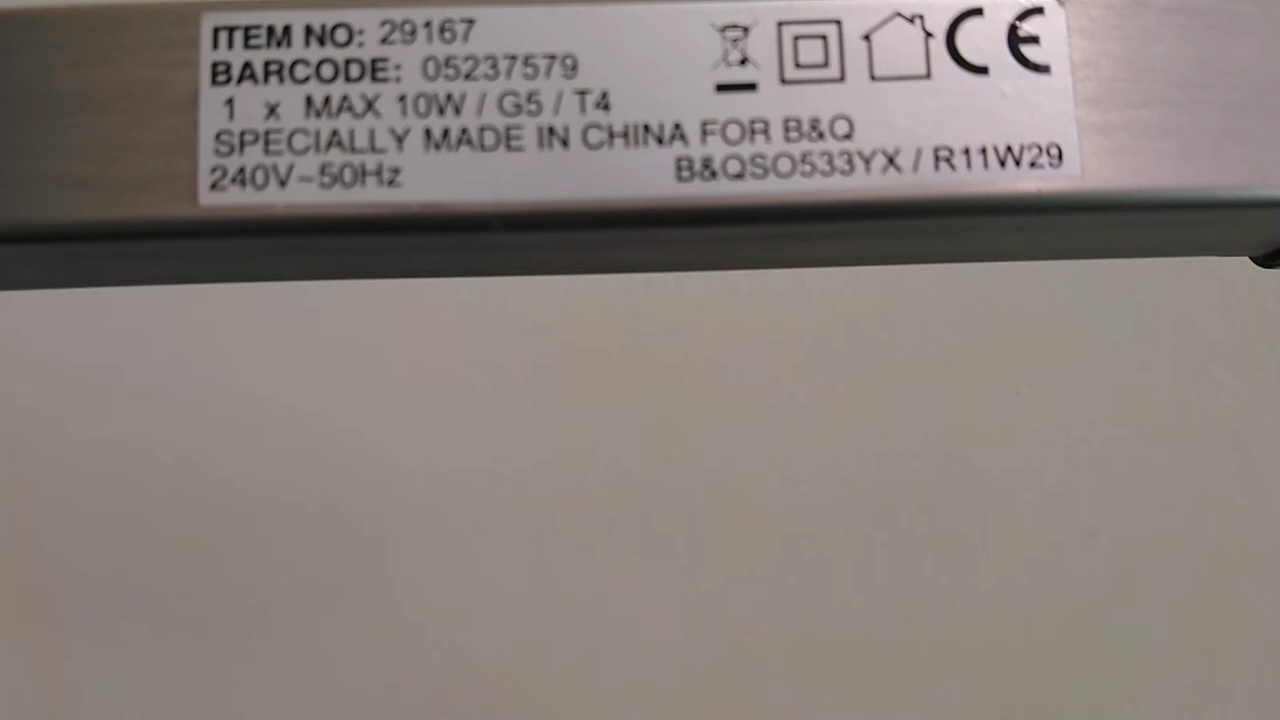 ITEM NO: 29167
BARCODE: 05237579
1 x MAX 10W / G5 / T4
SPECIALLY MADE IN CHINA FOR B&Q
240V~50Hz B&QSO533YX / R11W29
CE